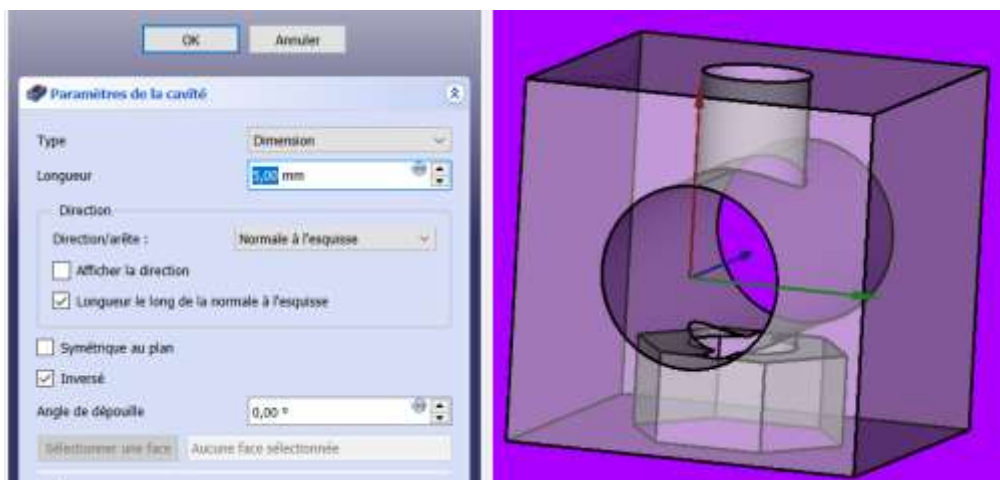 OK Annuler
Paramètres de la cavité
Type Dimension
Longueur 5,00 mm
Direction
Direction/arête : Normale à l'esquisse
Afficher la direction
Longueur le long de la normale à l'esquisse
Symétrique au plan
Inversé
Angle de dépouille 0,00 °
Sélectionner une face Aucune face sélectionnée